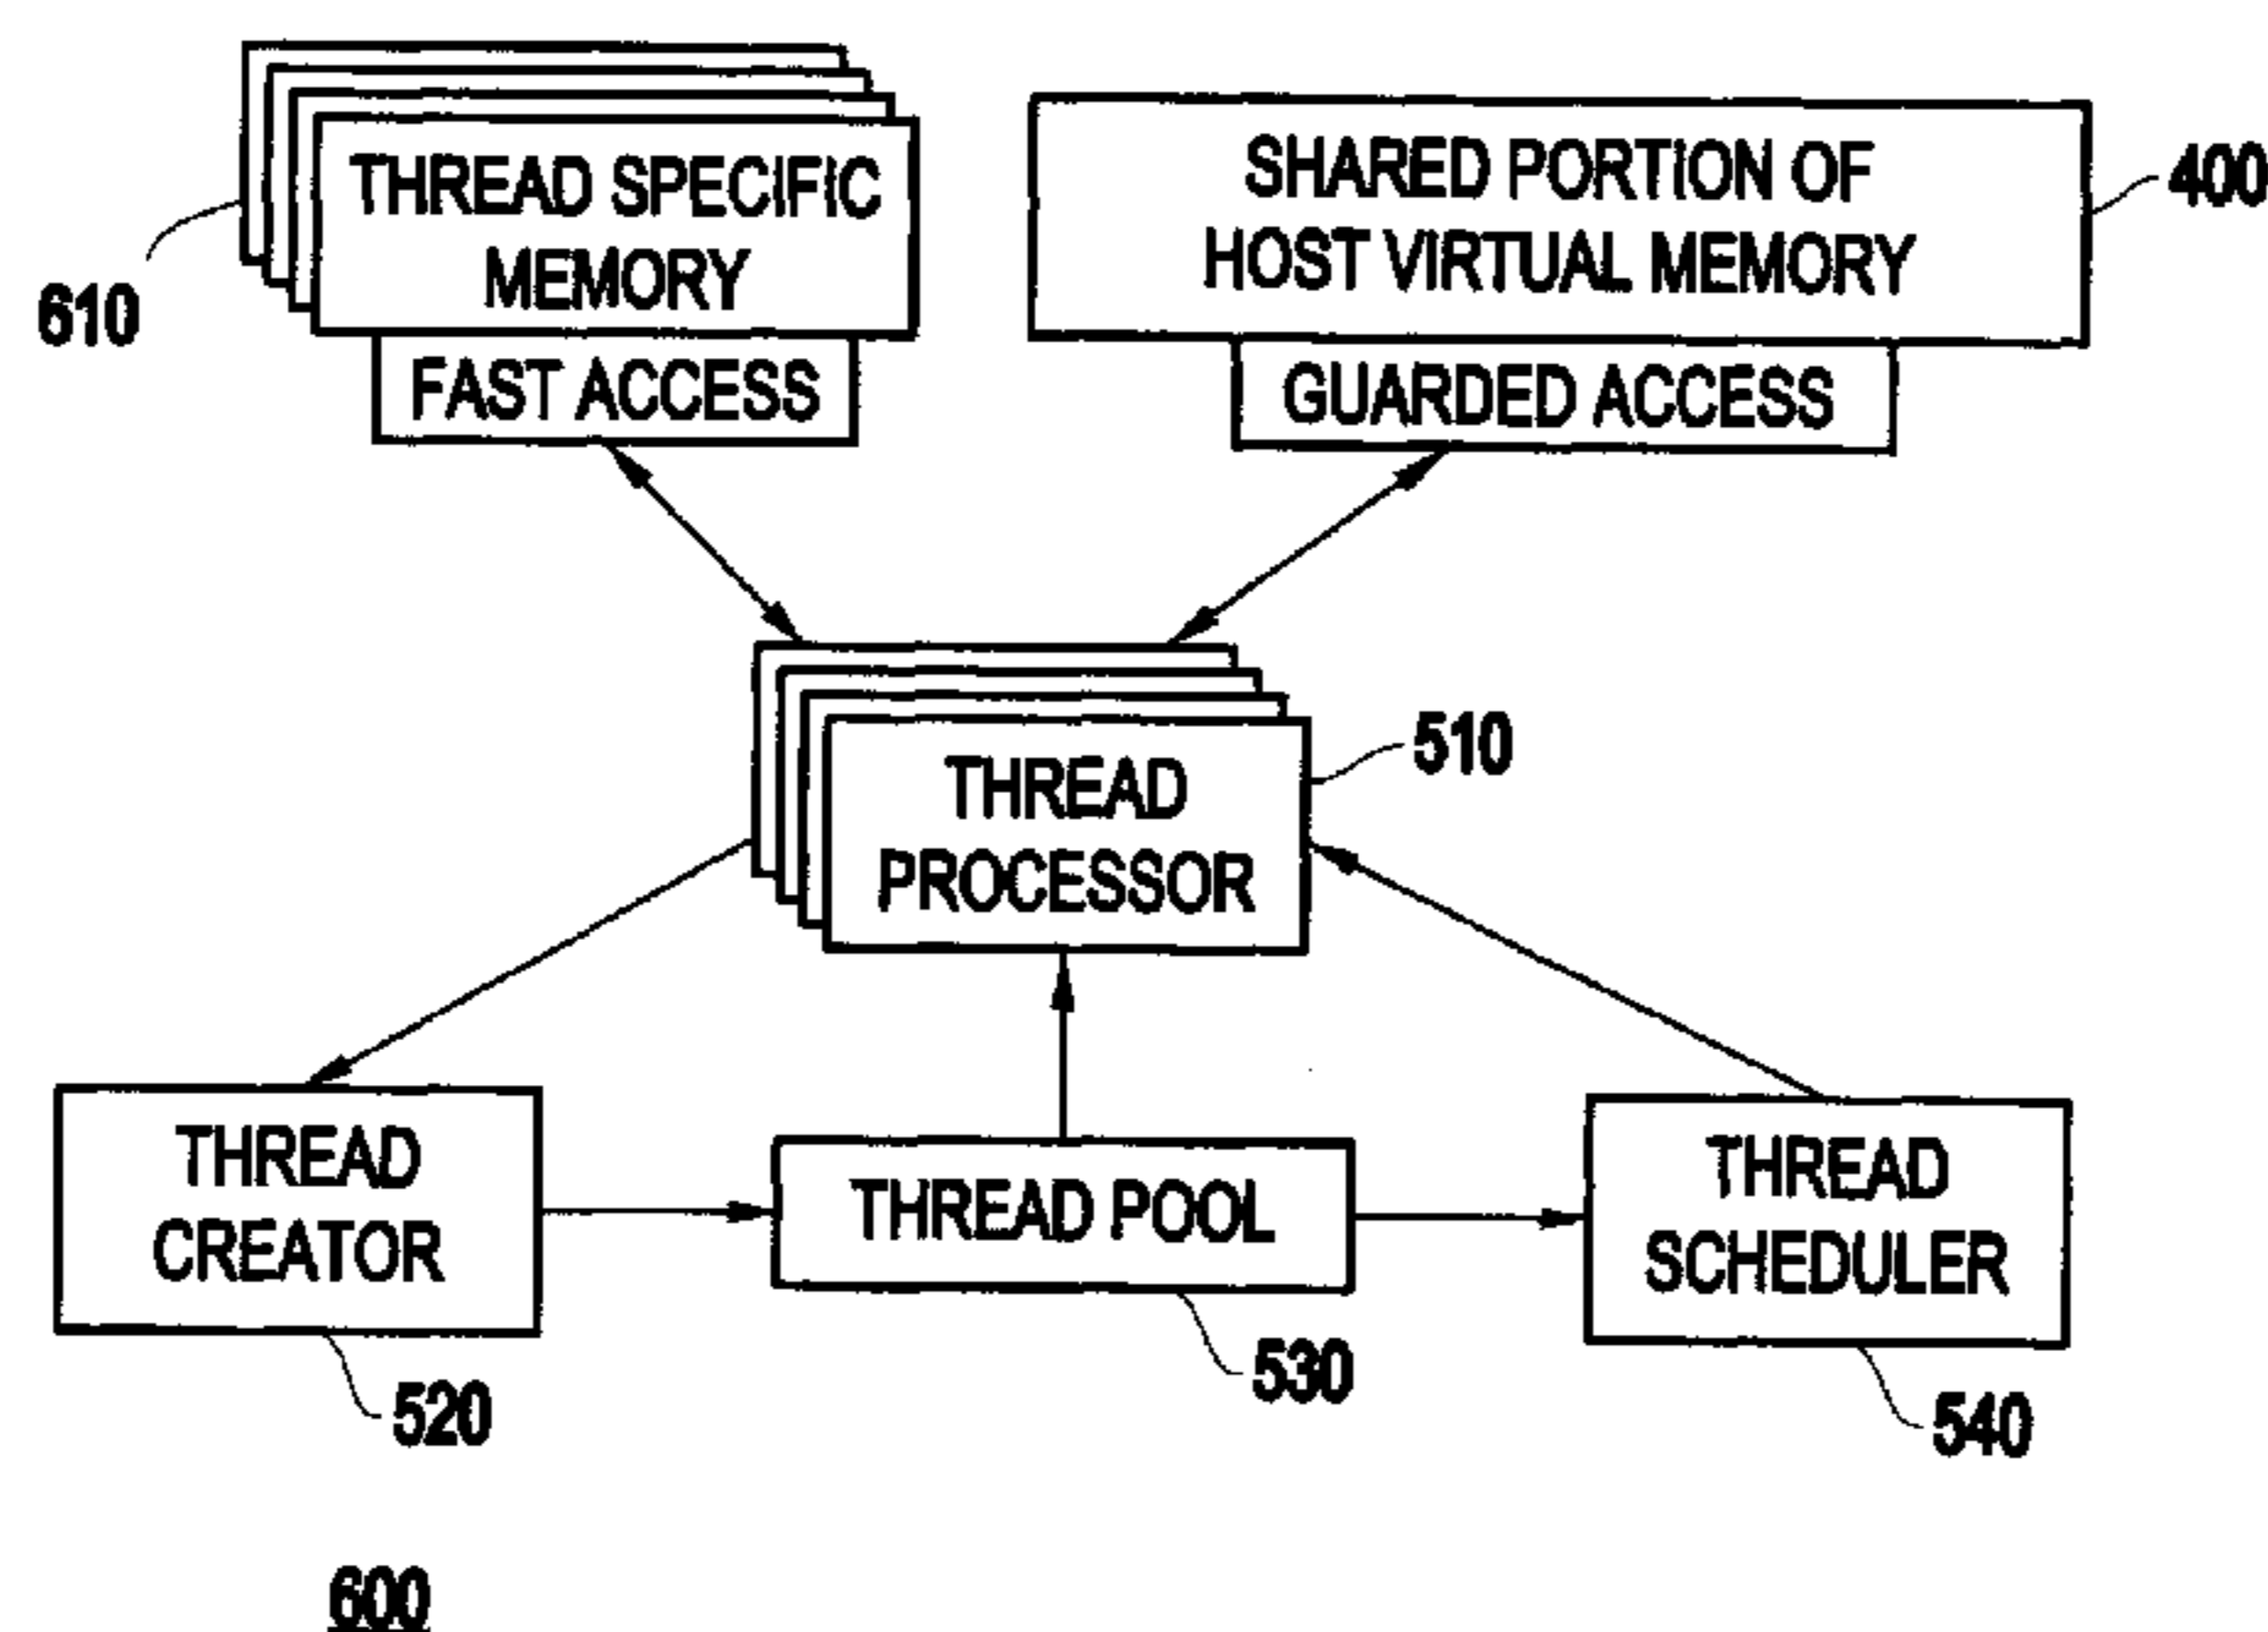 THREAD SPECIFIC
MEMORY
FAST ACCESS
610
SHARED PORTION OF
HOST VIRTUAL MEMORY
GUARDED ACCESS
400
THREAD
PROCESSOR
510
THREAD
CREATOR
520
THREAD POOL
530
THREAD
SCHEDULER
540
600